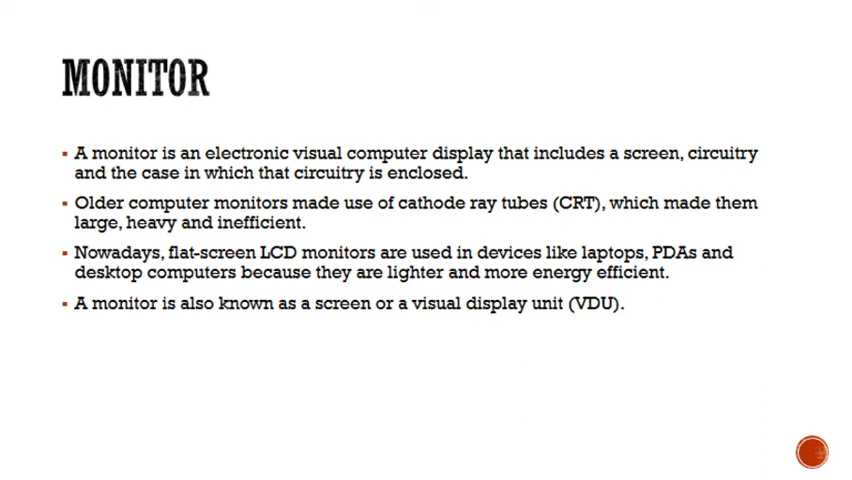 MONITOR
▪ A monitor is an electronic visual computer display that includes a screen, circuitry
and the case in which that circuitry is enclosed.
▪ Older computer monitors made use of cathode ray tubes (CRT), which made them
large, heavy and inefficient.
▪ Nowadays, flat-screen LCD monitors are used in devices like laptops, PDAs and
desktop computers because they are lighter and more energy efficient.
▪ A monitor is also known as a screen or a visual display unit (VDU).